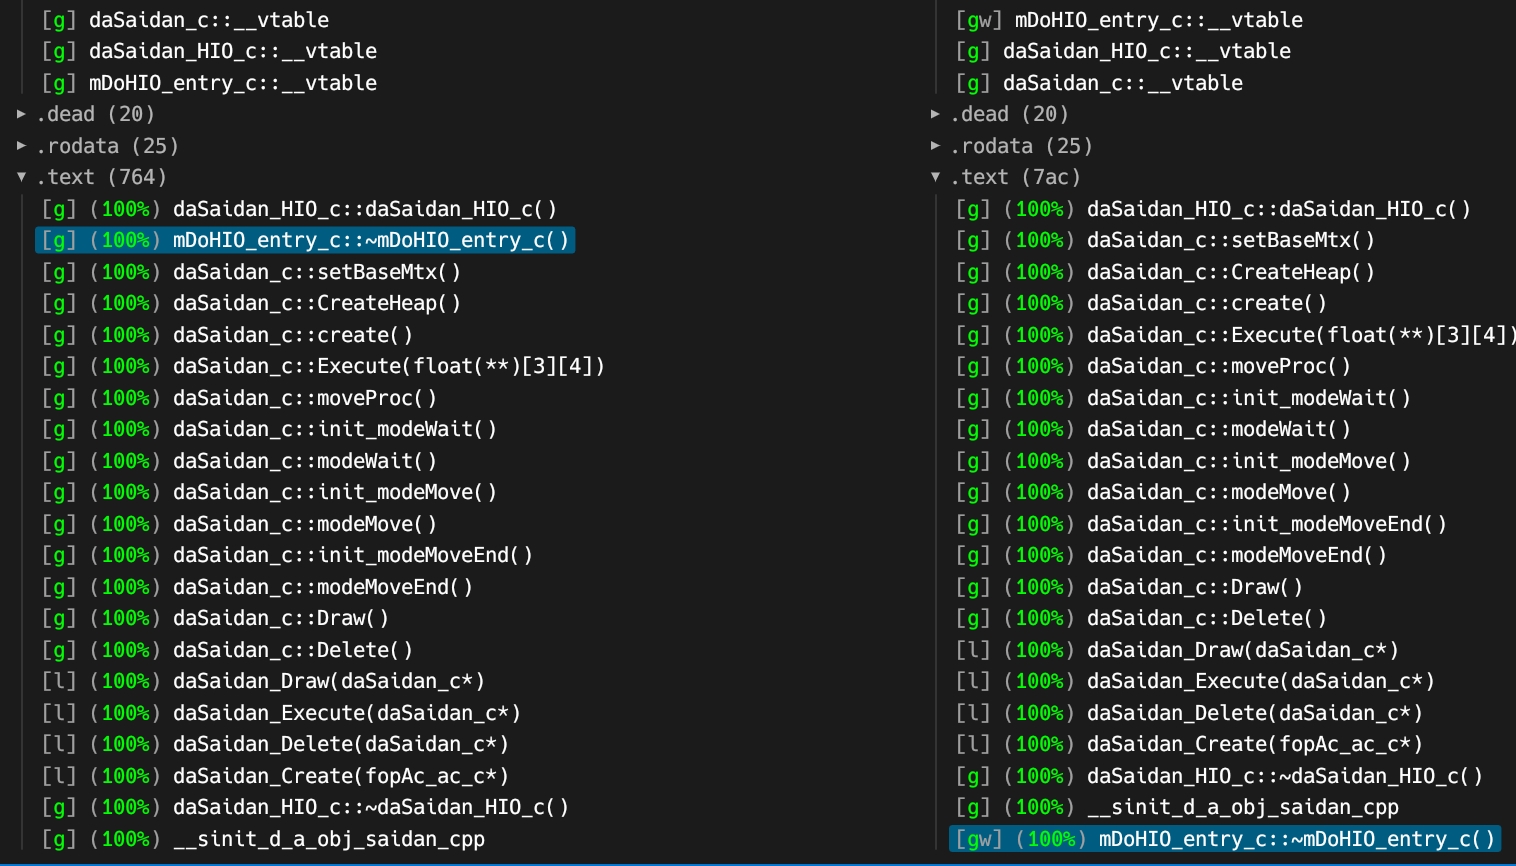 [g] daSaidan_c::__vtable
[g] daSaidan_HIO_c::__vtable
[g] mDoHIO_entry_c::__vtable
.dead (20)
.rodata (25)
.text (764)
[g] (100%) daSaidan_HIO_c::daSaidan_HIO_c()
[g] (100%) mDoHIO_entry_c::~mDoHIO_entry_c()
[g] (100%) daSaidan_c::setBaseMtx()
[g] (100%) daSaidan_c::CreateHeap()
[g] (100%) daSaidan_c::create()
[g] (100%) daSaidan_c::Execute(float(**)[3][4])
[g] (100%) daSaidan_c::moveProc()
[g] (100%) daSaidan_c::init_modeWait()
[g] (100%) daSaidan_c::modeWait()
[g] (100%) daSaidan_c::init_modeMove()
[g] (100%) daSaidan_c::modeMove()
[g] (100%) daSaidan_c::init_modeMoveEnd()
[g] (100%) daSaidan_c::modeMoveEnd()
[g] (100%) daSaidan_c::Draw()
[g] (100%) daSaidan_c::Delete()
[l] (100%) daSaidan_Draw(daSaidan_c*)
[l] (100%) daSaidan_Execute(daSaidan_c*)
[l] (100%) daSaidan_Delete(daSaidan_c*)
[l] (100%) daSaidan_Create(fopAc_ac_c*)
[g] (100%) daSaidan_HIO_c::~daSaidan_HIO_c()
[g] (100%) __sinit_d_a_obj_saidan_cpp
[gw] mDoHIO_entry_c::__vtable
[g] daSaidan_HIO_c::__vtable
[g] daSaidan_c::__vtable
.dead (20)
.rodata (25)
.text (7ac)
[g] (100%) daSaidan_HIO_c::daSaidan_HIO_c()
[g] (100%) daSaidan_c::setBaseMtx()
[g] (100%) daSaidan_c::CreateHeap()
[g] (100%) daSaidan_c::create()
[g] (100%) daSaidan_c::Execute(float(**)[3][4])
[g] (100%) daSaidan_c::moveProc()
[g] (100%) daSaidan_c::init_modeWait()
[g] (100%) daSaidan_c::modeWait()
[g] (100%) daSaidan_c::init_modeMove()
[g] (100%) daSaidan_c::modeMove()
[g] (100%) daSaidan_c::init_modeMoveEnd()
[g] (100%) daSaidan_c::modeMoveEnd()
[g] (100%) daSaidan_c::Draw()
[g] (100%) daSaidan_c::Delete()
[l] (100%) daSaidan_Draw(daSaidan_c*)
[l] (100%) daSaidan_Execute(daSaidan_c*)
[l] (100%) daSaidan_Delete(daSaidan_c*)
[l] (100%) daSaidan_Create(fopAc_ac_c*)
[g] (100%) daSaidan_HIO_c::~daSaidan_HIO_c()
[g] (100%) __sinit_d_a_obj_saidan_cpp
[gw] (100%) mDoHIO_entry_c::~mDoHIO_entry_c()